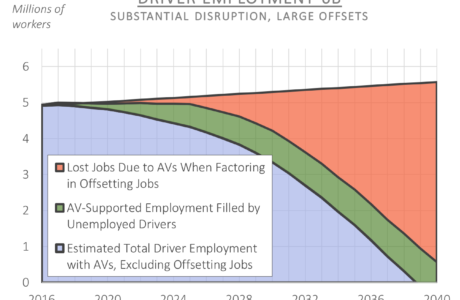 DRIVER EMPLOYMENT
SUBSTANTIAL DISRUPTION, LARGE OFFSETS
Millions of
workers
6
5
4
3
2
1
0
Lost Jobs Due to AVs When Factoring
in Offsetting Jobs
AV-Supported Employment Filled by
Unemployed Drivers
Estimated Total Driver Employment
with AVs, Excluding Offsetting Jobs
2016 2020 2024 2028 2032 2036 2040